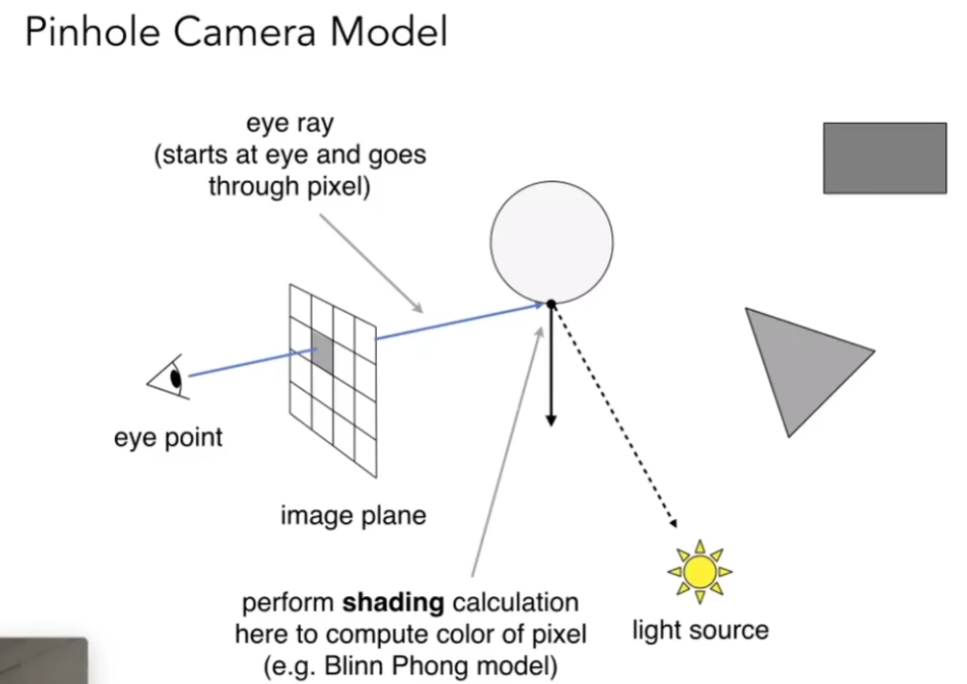 Pinhole Camera Model
eye ray
(starts at eye and goes
through pixel)
eye point
image plane
perform shading calculation
here to compute color of pixel
(e.g. Blinn Phong model)
light source